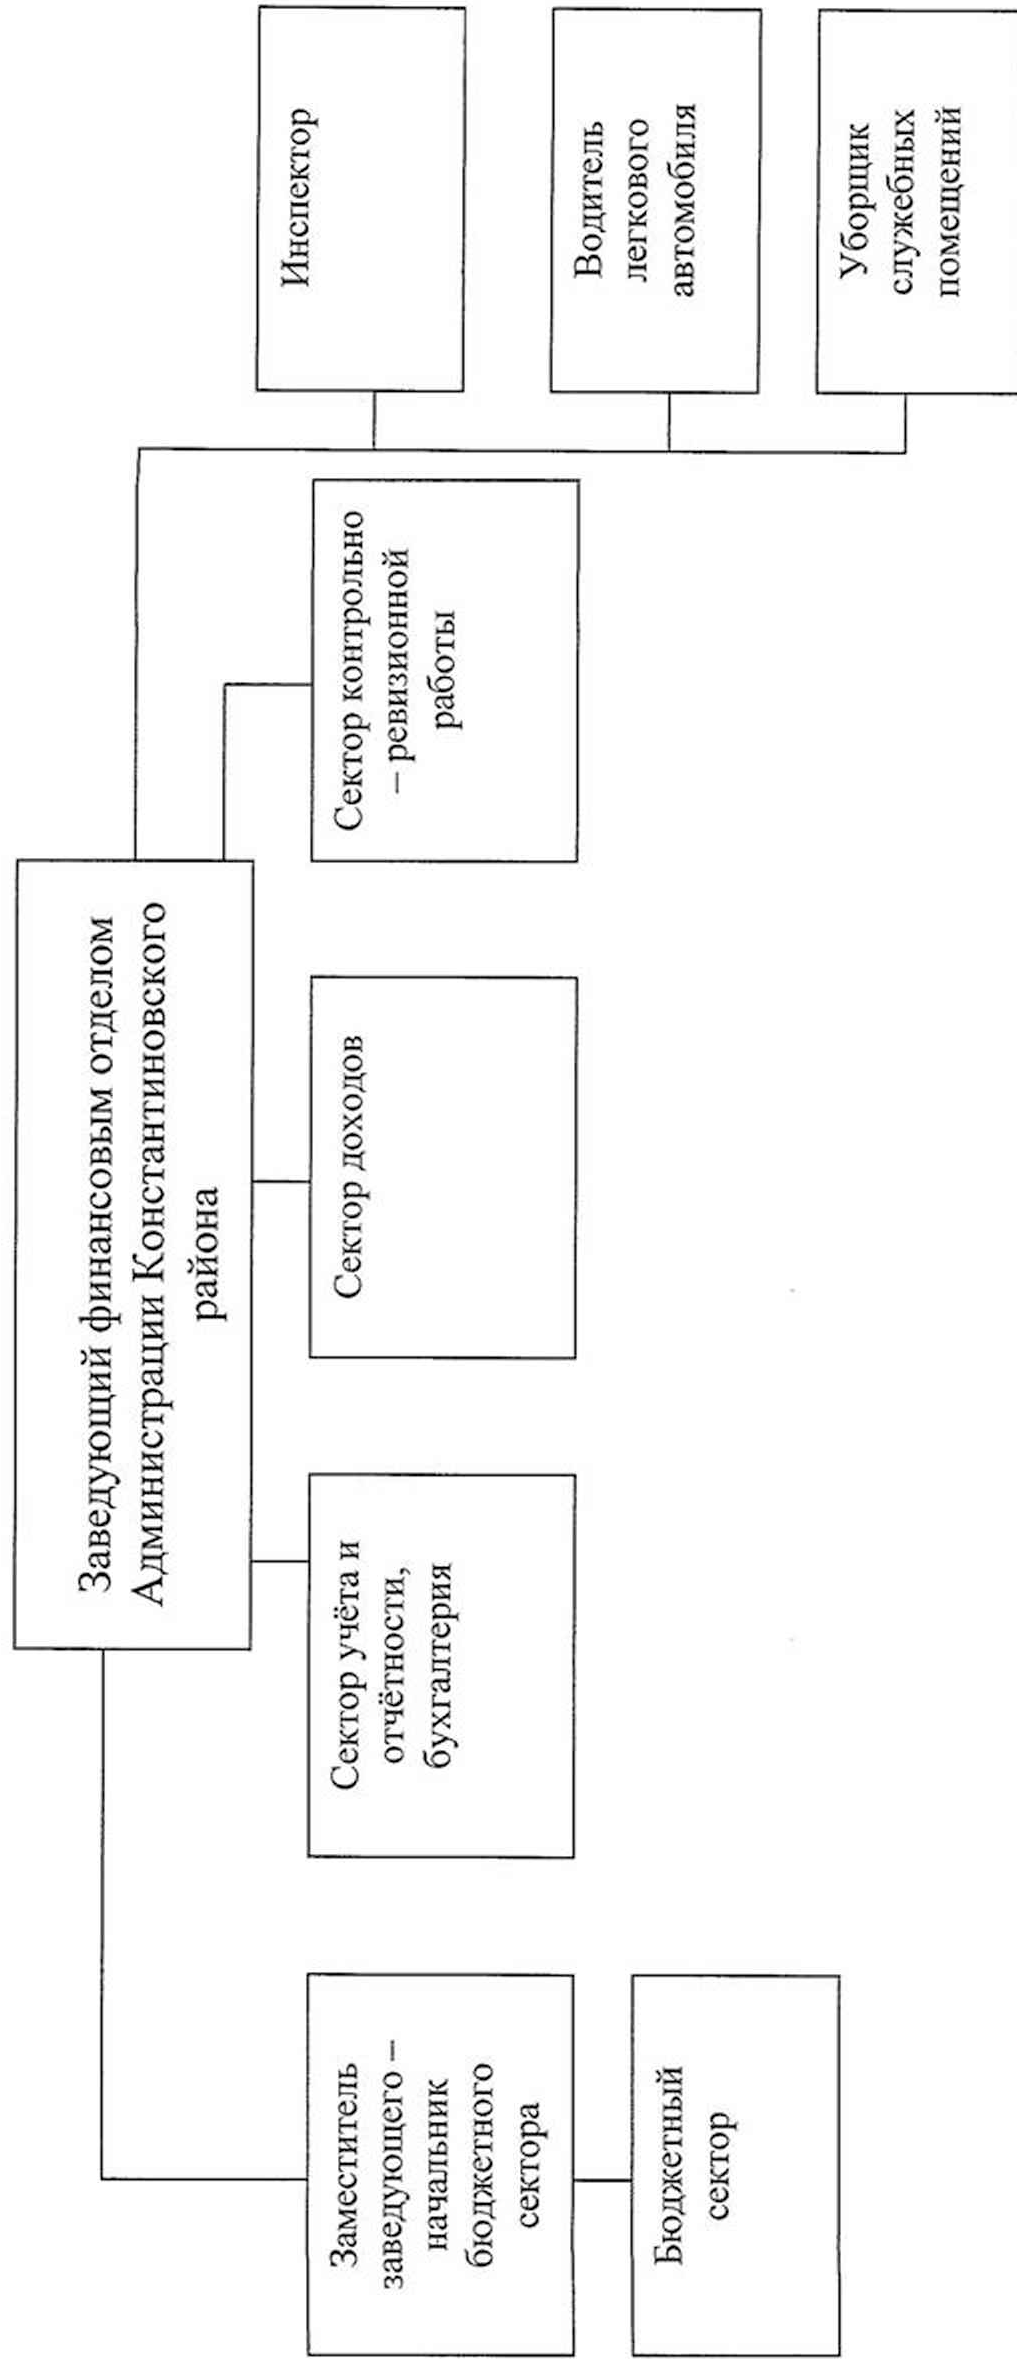 Заведующий финансовым отделом
Администрации Константиновского
района
Заместитель
заведующего –
начальник
бюджетного
сектора
Бюджетный
сектор
Сектор учёта и
отчётности,
бухгалтерия
Сектор доходов
Сектор контрольно
– ревизионной
работы
Инспектор
Водитель
легкового
автомобиля
Уборщик
служебных
помещений